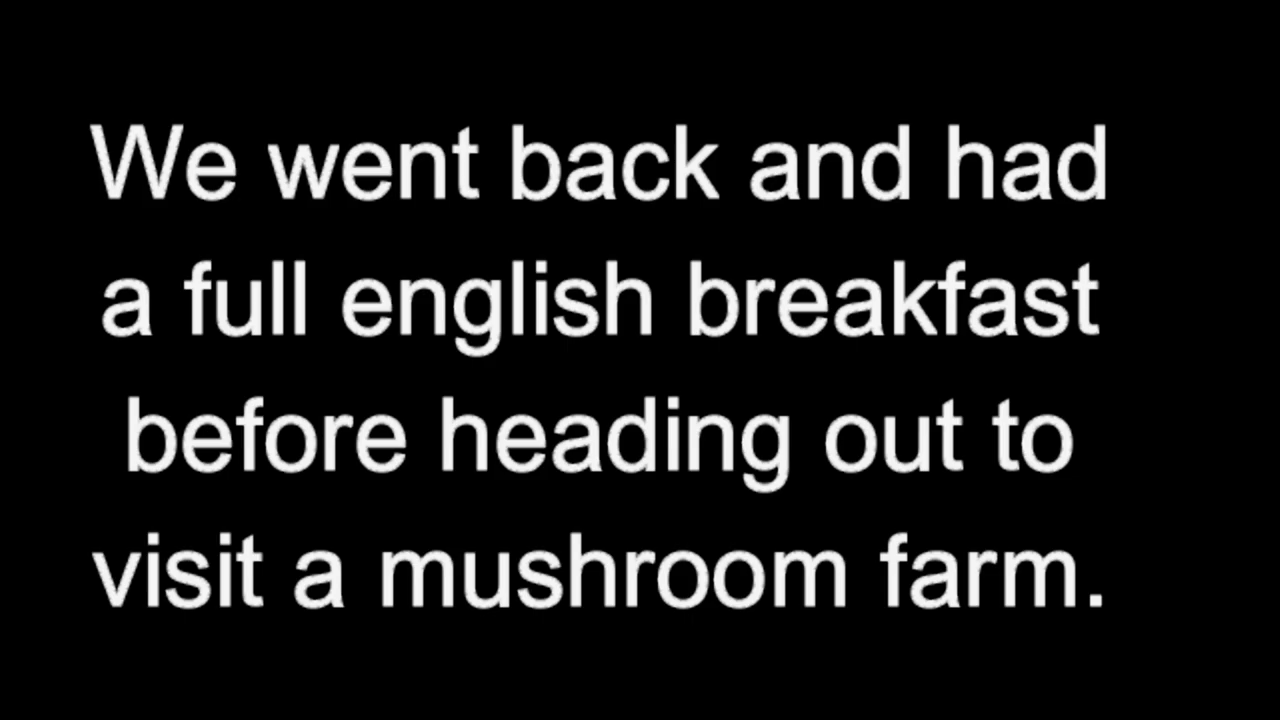 We went back and had
a full english breakfast
before heading out to
visit a mushroom farm.